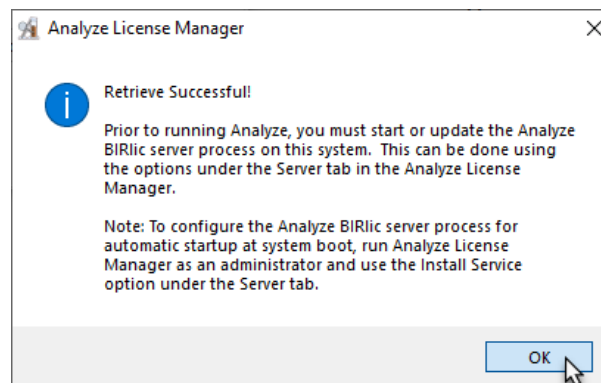 Analyze License Manager
Retrieve Successful!
Prior to running Analyze, you must start or update the Analyze
BIRlic server process on this system.  This can be done using
the options under the Server tab in the Analyze License
Manager.
Note: To configure the Analyze BIRlic server process for
automatic startup at system boot, run Analyze License
Manager as an administrator and use the Install Service
option under the Server tab.
OK